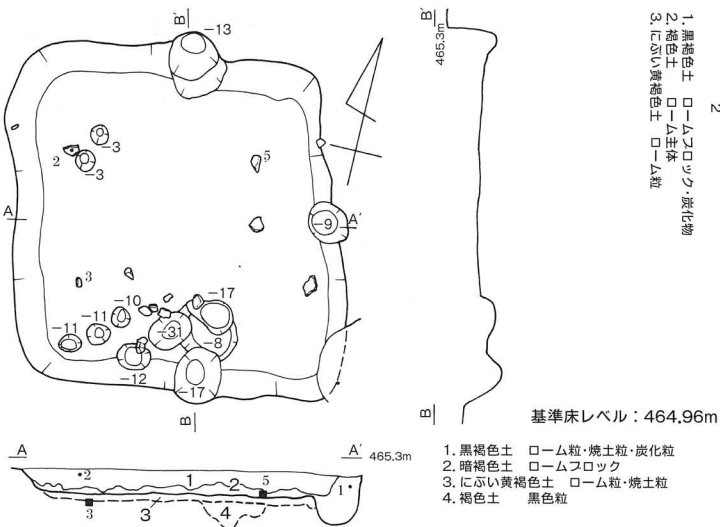 B′
-13
-3
2
-3
5
A
-9
A′
3
-10
-17
-11
-11
-31
-8
-12
-17
B
B′
465.3m
B
2
1. 黒褐色土 ロームブロック・炭化物
2. 褐色土 ローム主体
3. にぶい黄褐色土 ローム粒
基準床レベル：464.96m
A
A′
465.3m
2
1
2
5
1
3
3
4
1. 黒褐色土 ローム粒・焼土粒・炭化粒
2. 暗褐色土 ロームブロック
3. にぶい黄褐色土 ローム粒・焼土粒
4. 褐色土 黒色粒